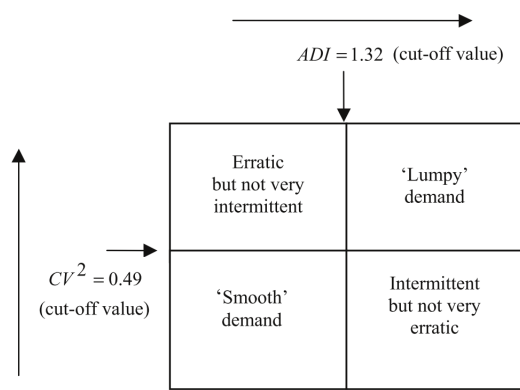 ADI = 1.32 (cut-off value)
Erratic
but not very
intermittent
‘Lumpy’
demand
CV² = 0.49
(cut-off value)
‘Smooth’
demand
Intermittent
but not very
erratic